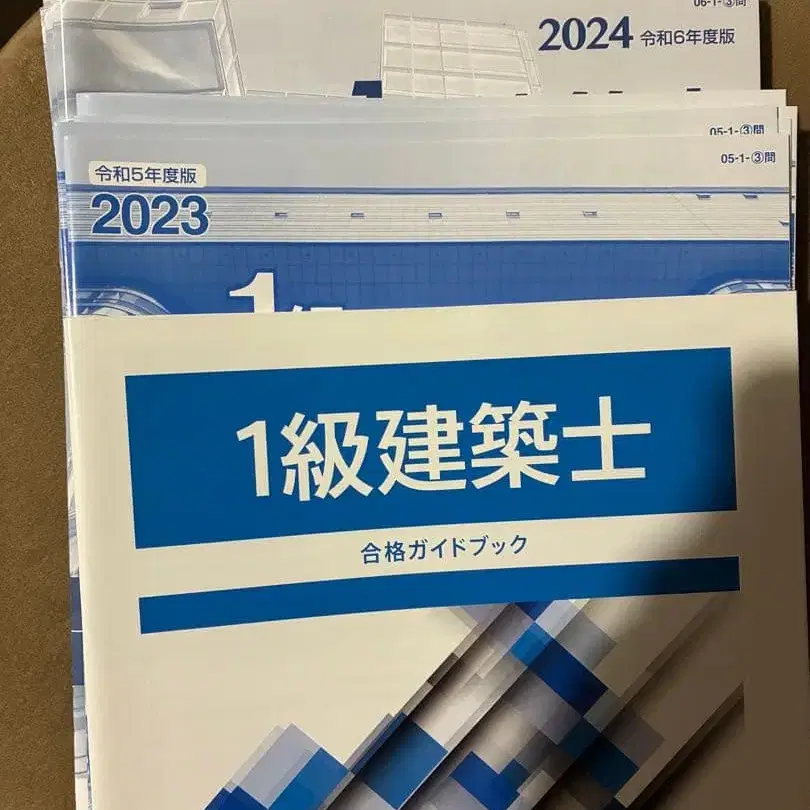 06-1-③問
2024 令和6年度版
05-1-③問
05-1-③問
令和5年度版
2023
1級
1級建築士
合格ガイドブック